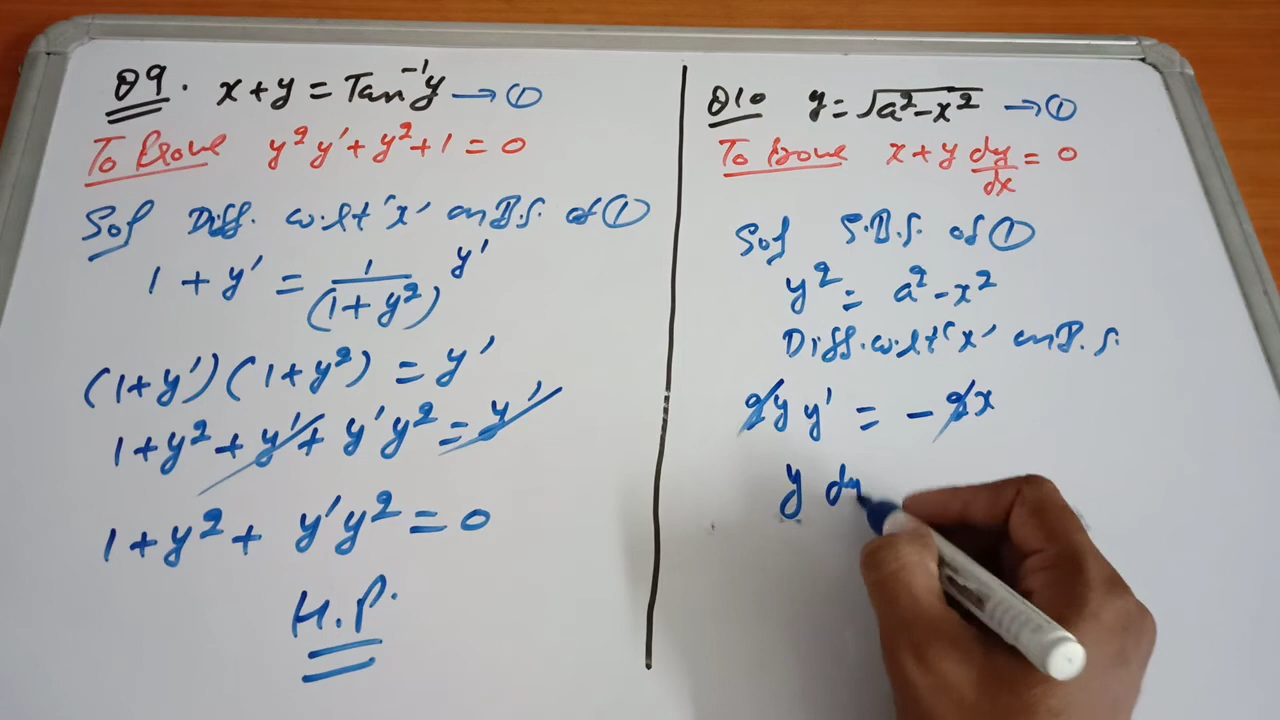 Q9. x+y = Tan⁻¹y → ①
To Prove y²y'+y²+1=0
Sol Diff. w.r.t 'x' on B.S. of ①
1 + y' = 1/(1+y²) y'
(1+y')(1+y²) = y'
1+y²+y'+y'y²=y'
1+y²+ y'y²=0
H.P.
Q10 y=√a²-x² → ①
To Prove x+y dy/dx = 0
Sol S.B.S. of ①
y² = a²-x²
Diff. w.r.t 'x' on B.S.
2y y' = -2x
y dy